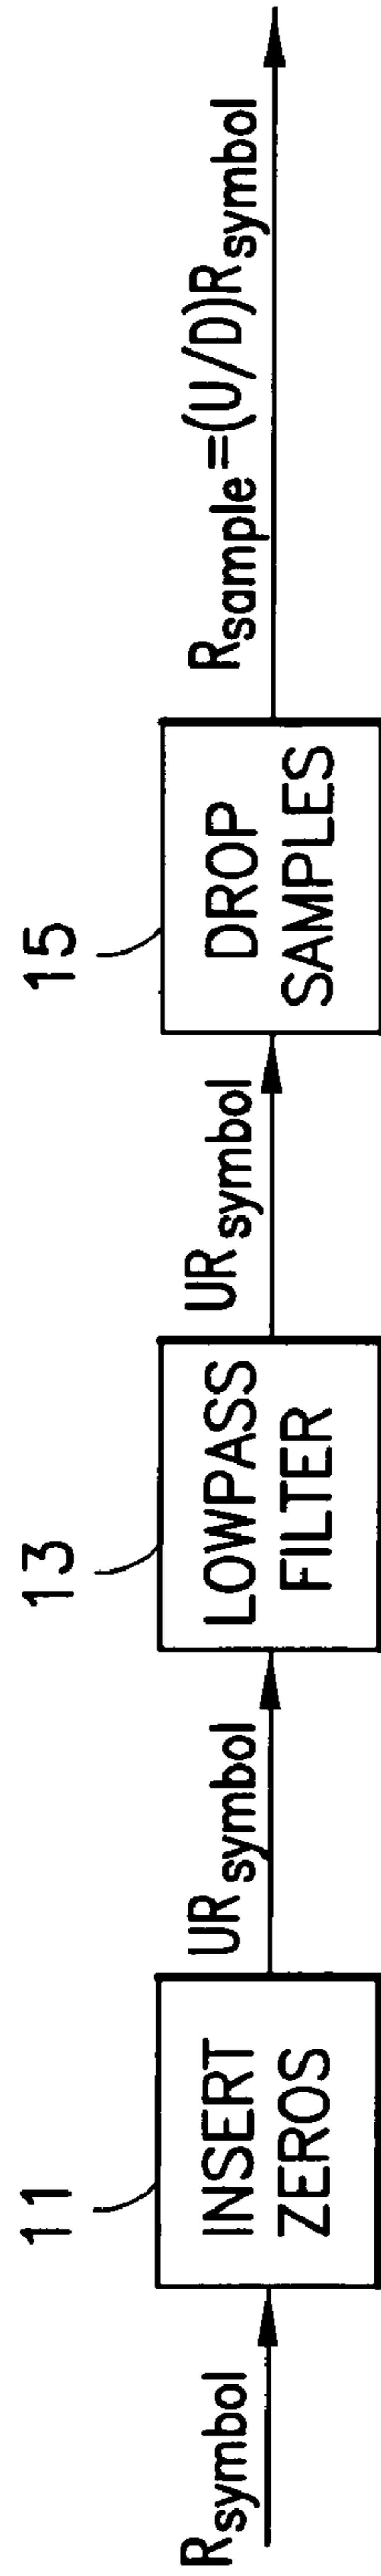 11
13
15
R_symbol
INSERT
ZEROS
UR_symbol
LOWPASS
FILTER
UR_symbol
DROP
SAMPLES
R_sample=(U/D)R_symbol